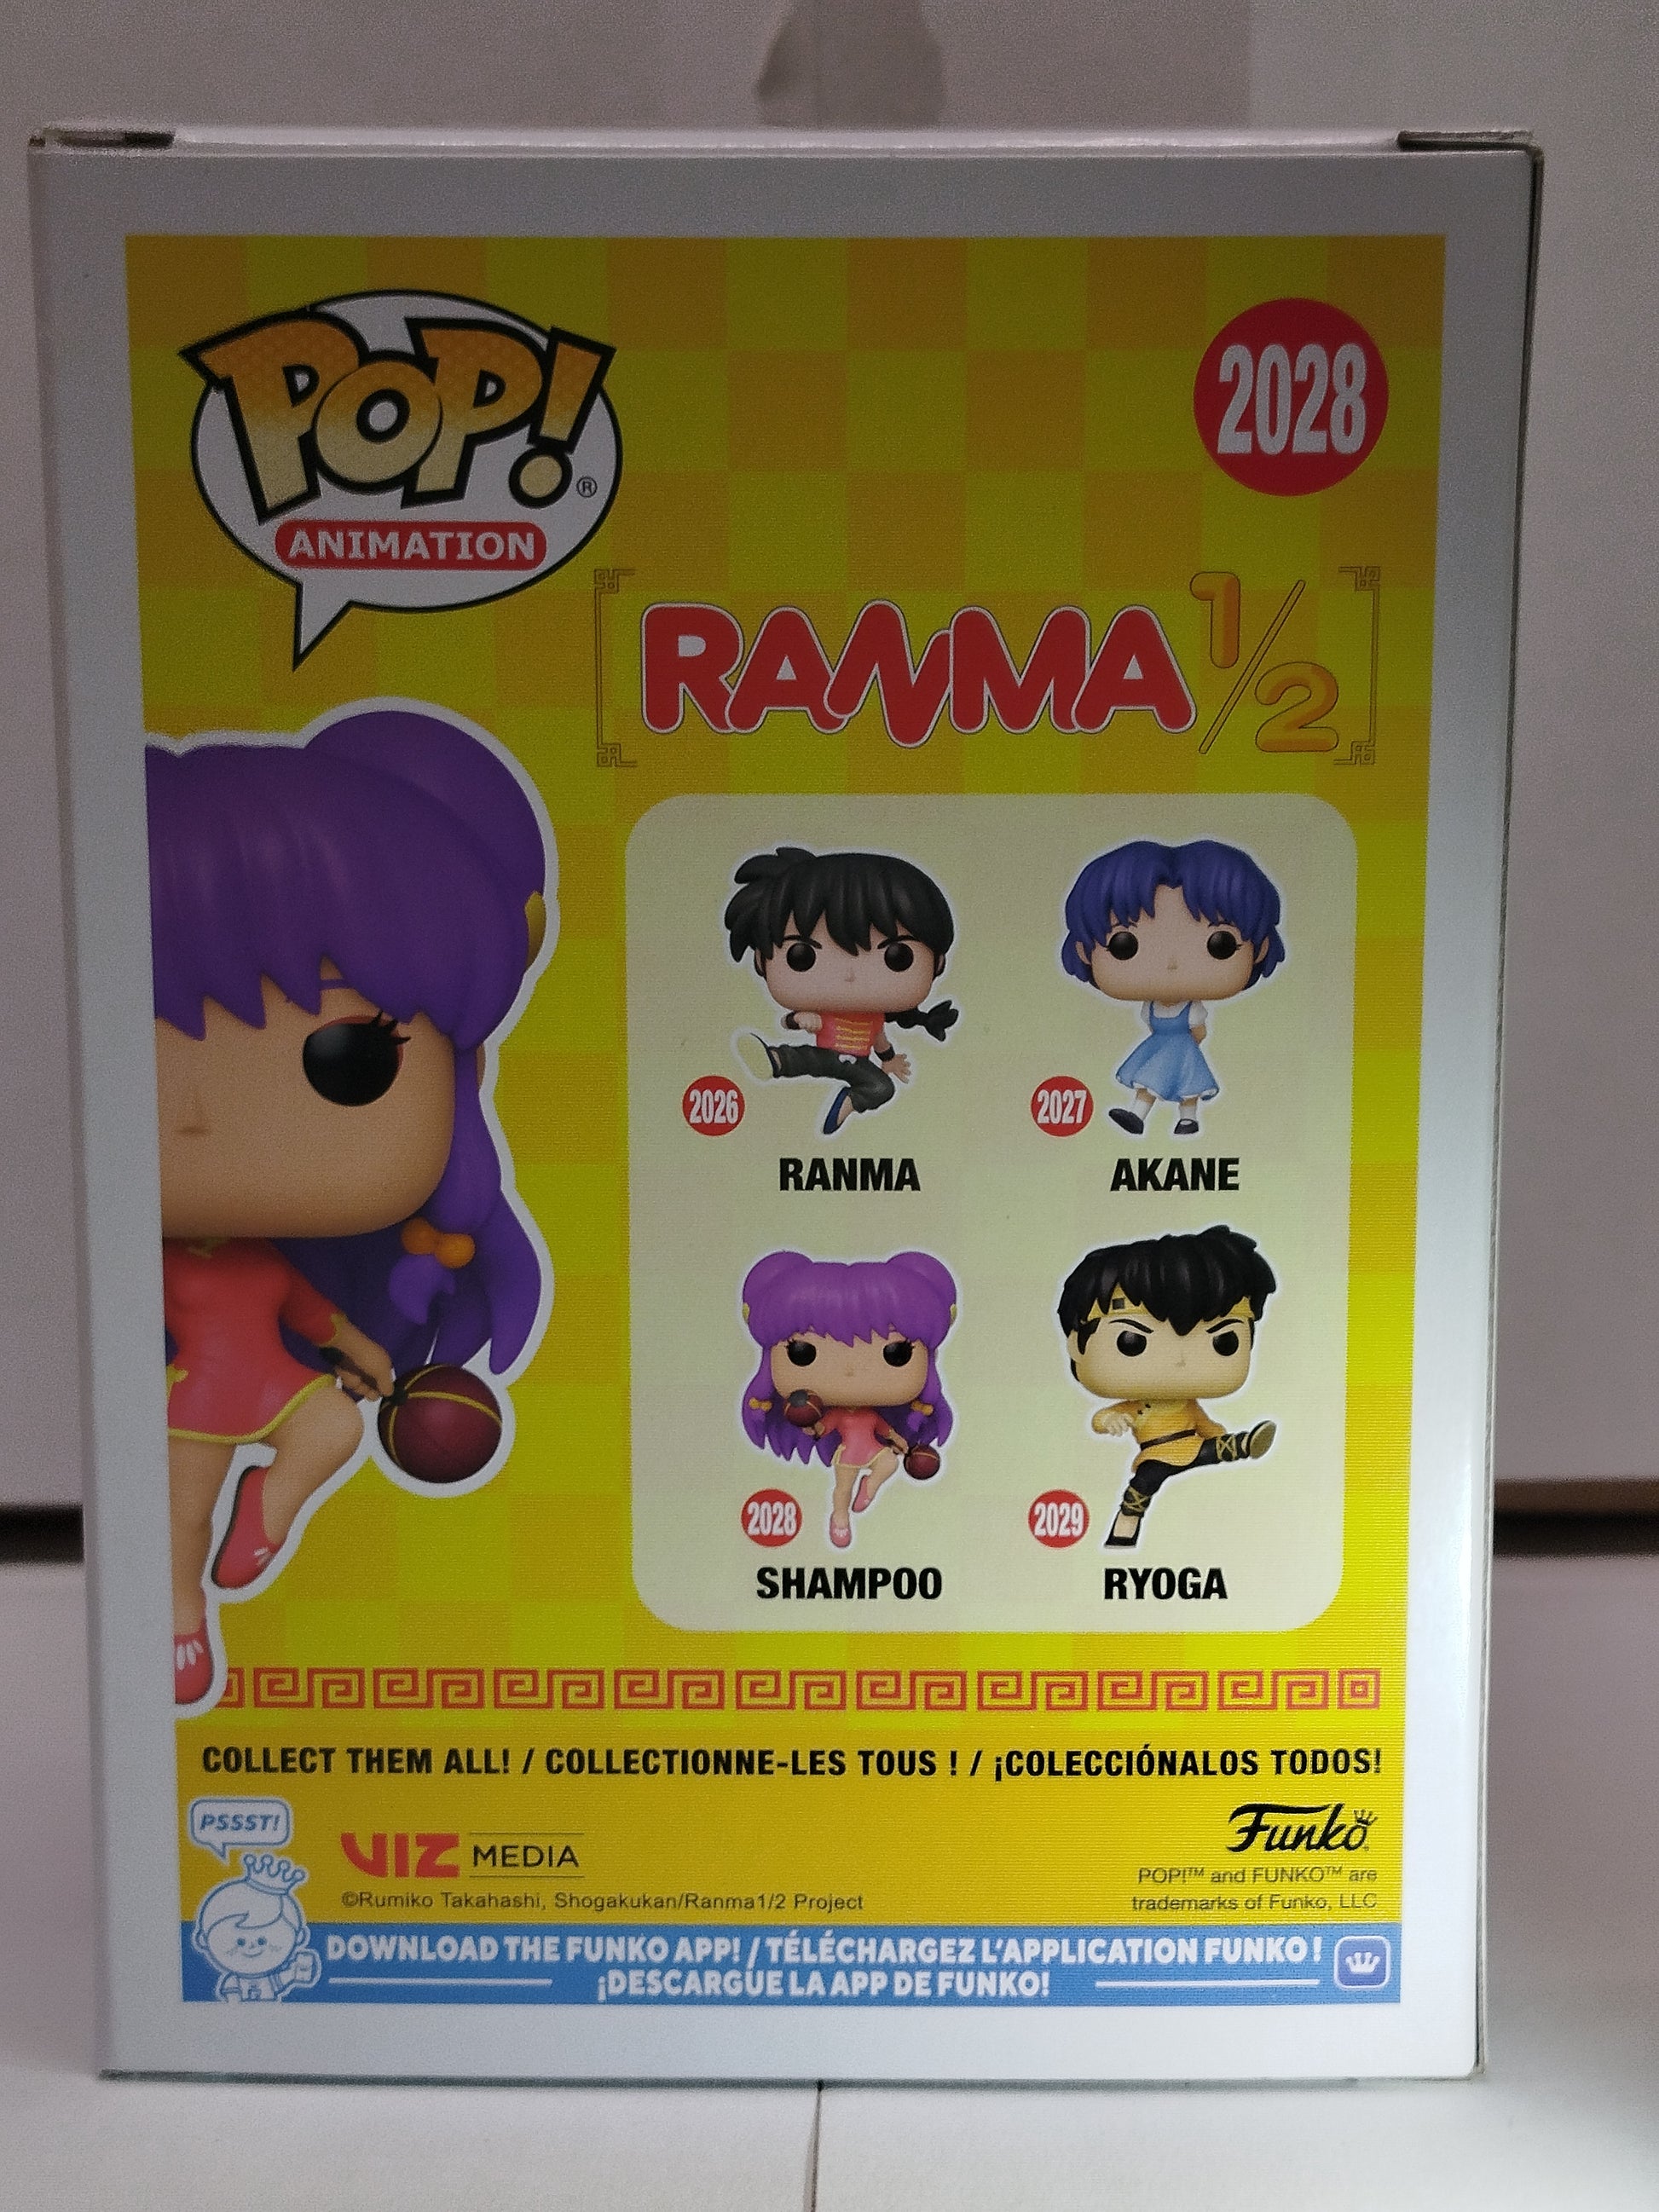 POP!®
ANIMATION
2028
RANMA 1/2
2026
RANMA
2027
AKANE
2028
SHAMPOO
2029
RYOGA
COLLECT THEM ALL! / COLLECTIONNE-LES TOUS ! / ¡COLECCIÓNALOS TODOS!
PSSST!
VIZ MEDIA
©Rumiko Takahashi, Shogakukan/Ranma1/2 Project
Funko
POP!™ and FUNKO™ are
trademarks of Funko, LLC
DOWNLOAD THE FUNKO APP! / TÉLÉCHARGEZ L'APPLICATION FUNKO !
¡DESCARGUE LA APP DE FUNKO!